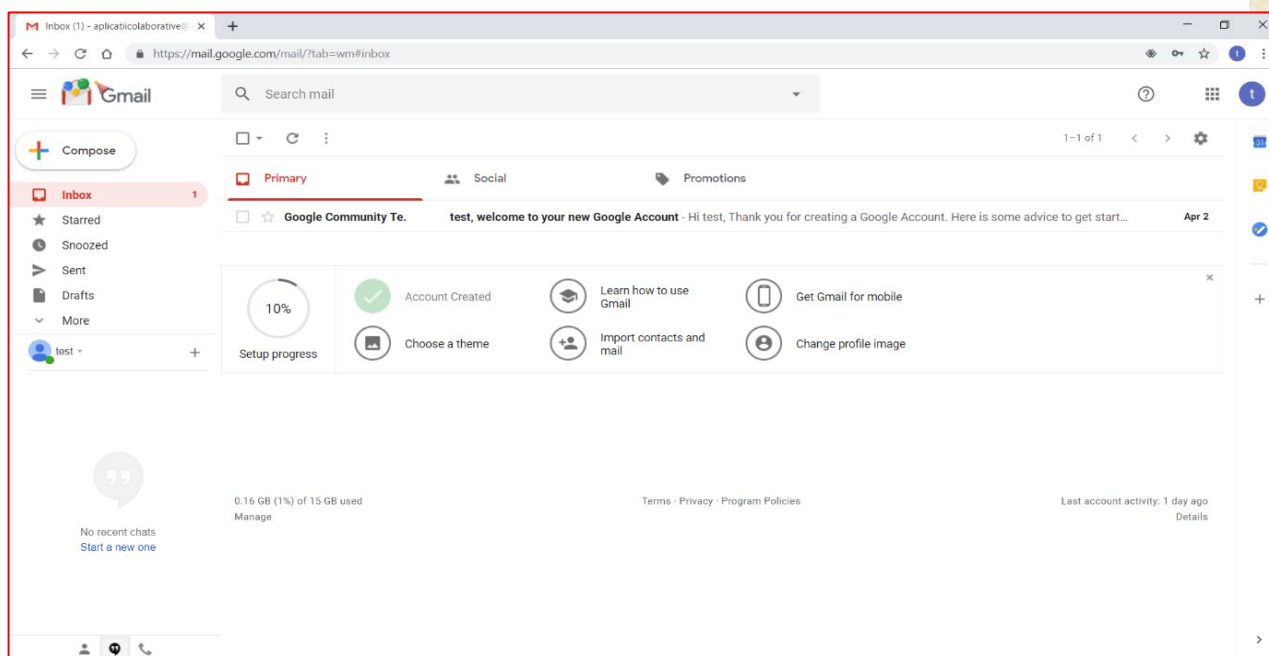 Inbox (1) - aplicatiicolaborative@
https://mail.google.com/mail/?tab=wm#inbox
t
Gmail
Search mail
t
Compose
1–1 of 1
31
Primary
Social
Promotions
Inbox 1
Google Community Te. test, welcome to your new Google Account - Hi test, Thank you for creating a Google Account. Here is some advice to get start... Apr 2
Starred
Snoozed
Sent
Drafts
More
test
10%
Setup progress
Account Created
Learn how to use
Gmail
Get Gmail for mobile
Choose a theme
Import contacts and
mail
Change profile image
0.16 GB (1%) of 15 GB used
Manage
Terms · Privacy · Program Policies
Last account activity: 1 day ago
Details
No recent chats
Start a new one